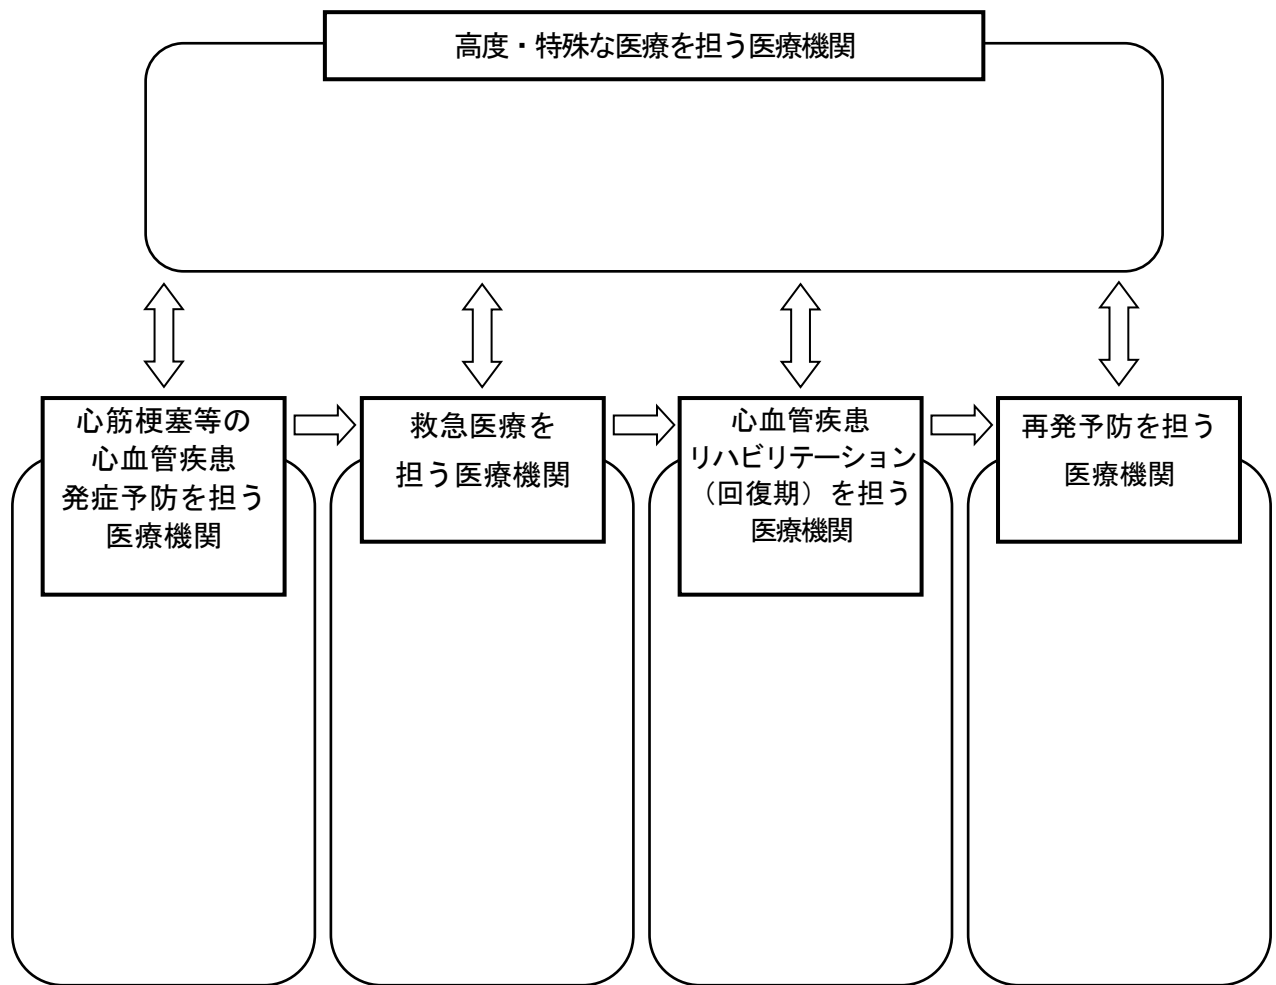 高度・特殊な医療を担う医療機関
心筋梗塞等の
心血管疾患
発症予防を担う
医療機関
救急医療を
担う医療機関
心血管疾患
リハビリテーション
（回復期）を担う
医療機関
再発予防を担う
医療機関